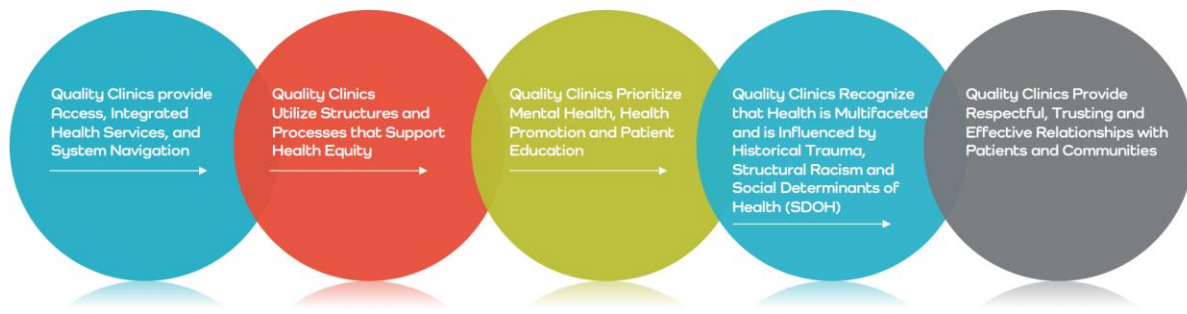 Quality Clinics provide
Access, Integrated
Health Services, and
System Navigation
Quality Clinics
Utilize Structures and
Processes that Support
Health Equity
Quality Clinics Prioritize
Mental Health, Health
Promotion and Patient
Education
Quality Clinics Recognize
that Health is Multifaceted
and is Influenced by
Historical Trauma,
Structural Racism and
Social Determinants of
Health (SDOH)
Quality Clinics Provide
Respectful, Trusting and
Effective Relationships with
Patients and Communities